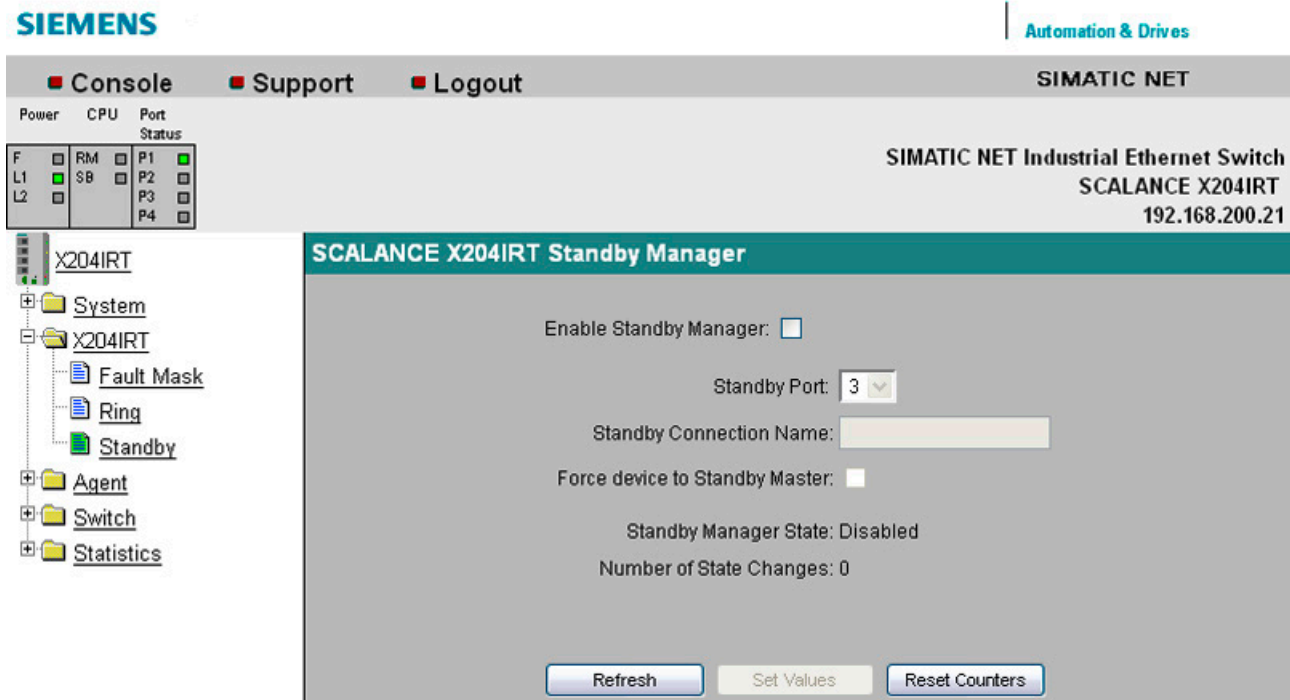 SIEMENS
Automation & Drives
Console Support Logout SIMATIC NET
Power CPU Port Status
F RM P1
L1 SB P2
L2 P3
P4
SIMATIC NET Industrial Ethernet Switch
SCALANCE X204IRT
192.168.200.21
X204IRT
System
X204IRT
Fault Mask
Ring
Standby
Agent
Switch
Statistics
SCALANCE X204IRT Standby Manager
Enable Standby Manager:
Standby Port: 3
Standby Connection Name:
Force device to Standby Master:
Standby Manager State: Disabled
Number of State Changes: 0
Refresh Set Values Reset Counters